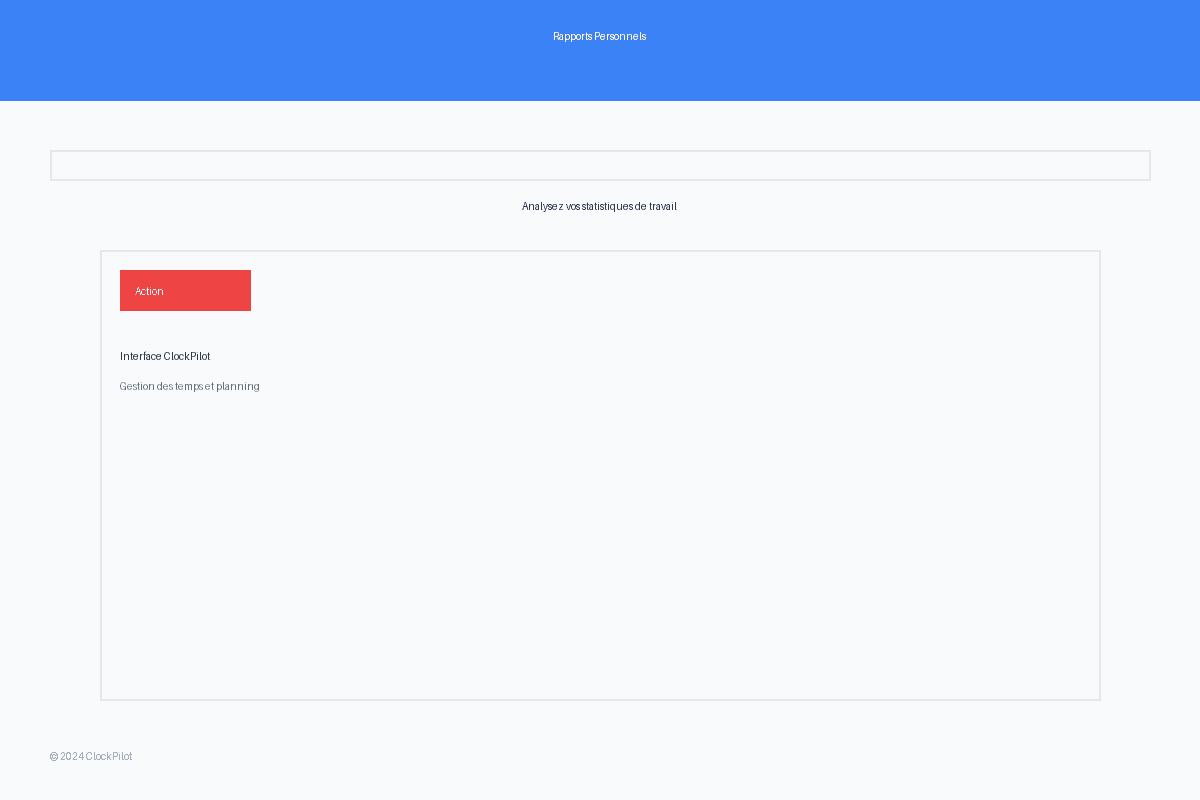 Rapports Personnels
Analysez vos statistiques de travail
Action
Interface ClockPilot
Gestion des temps et planning
© 2024 ClockPilot